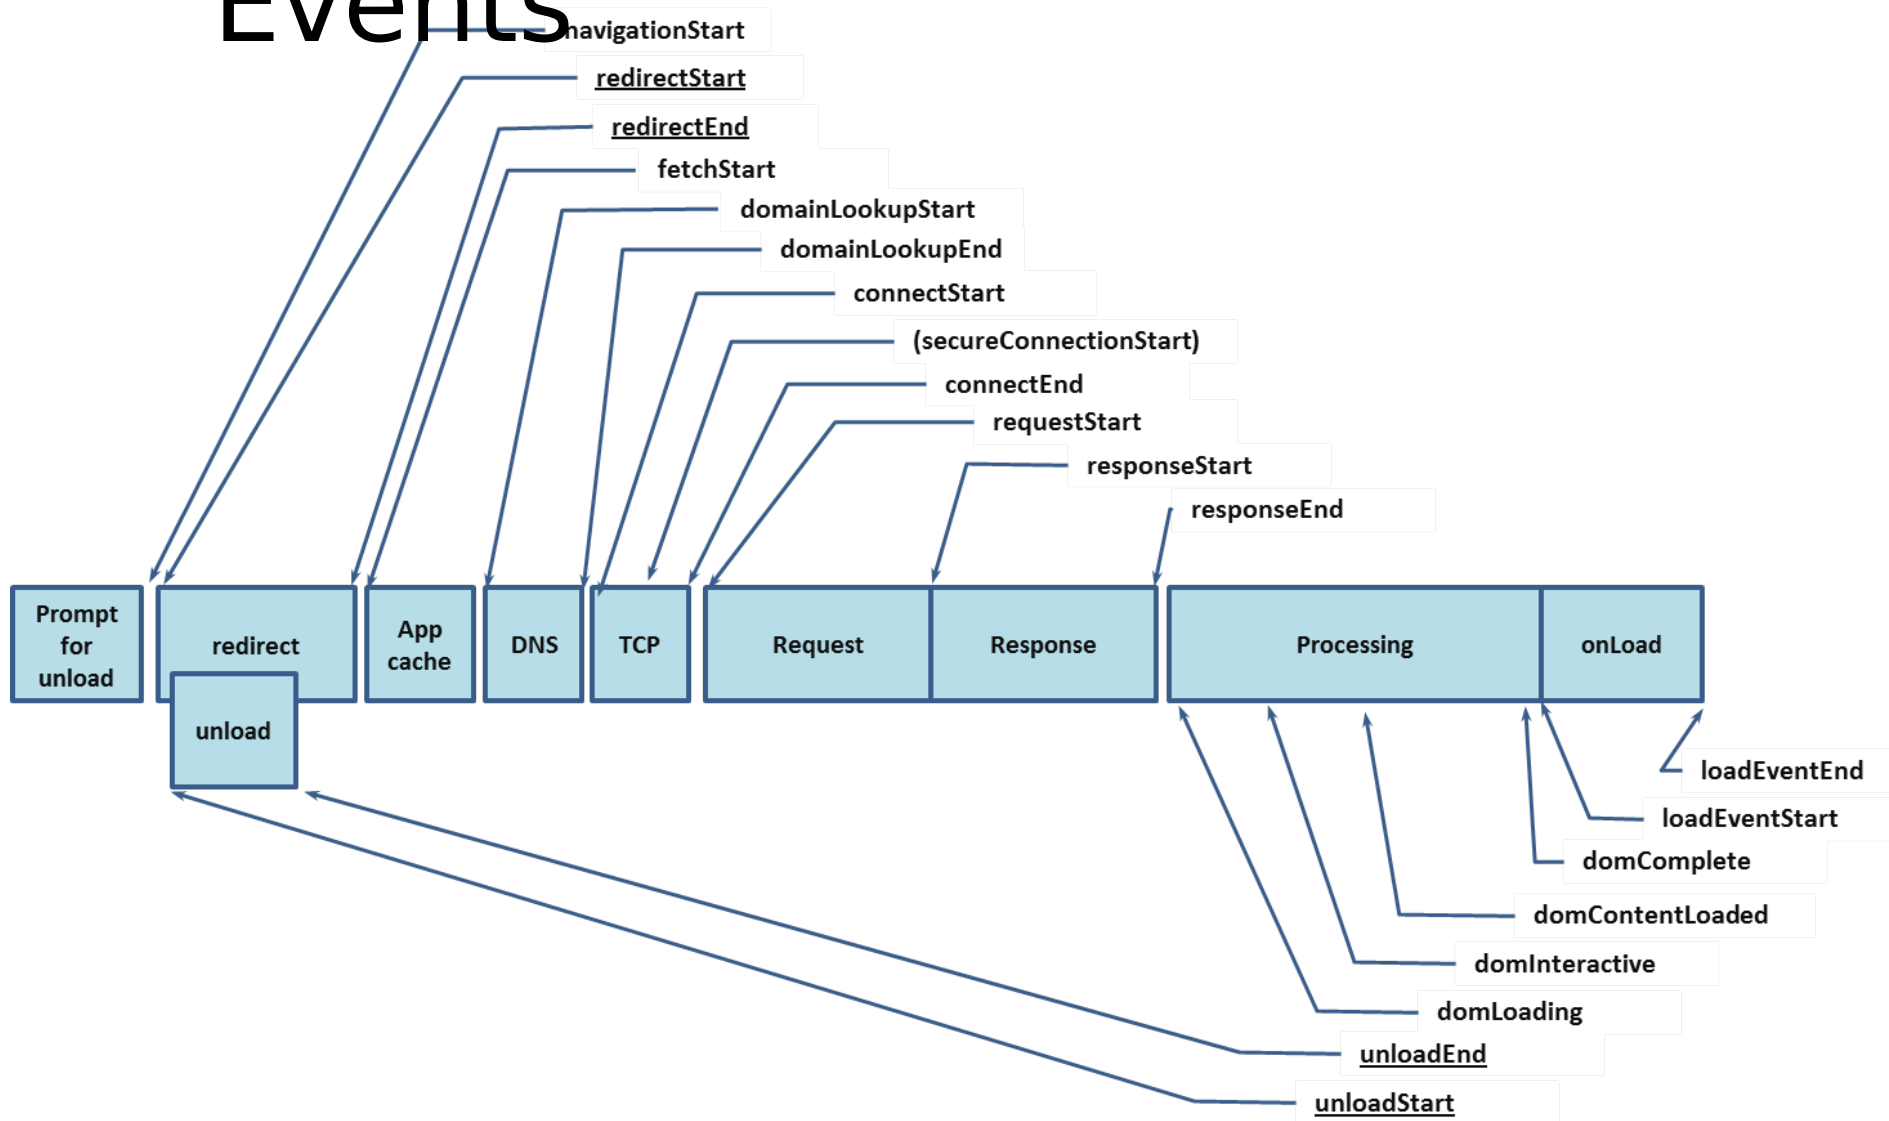 Events
navigationStart
redirectStart
redirectEnd
fetchStart
domainLookupStart
domainLookupEnd
connectStart
(secureConnectionStart)
connectEnd
requestStart
responseStart
responseEnd
Prompt
for
unload
redirect
unload
App
cache
DNS
TCP
Request
Response
Processing
onLoad
loadEventEnd
loadEventStart
domComplete
domContentLoaded
domInteractive
domLoading
unloadEnd
unloadStart